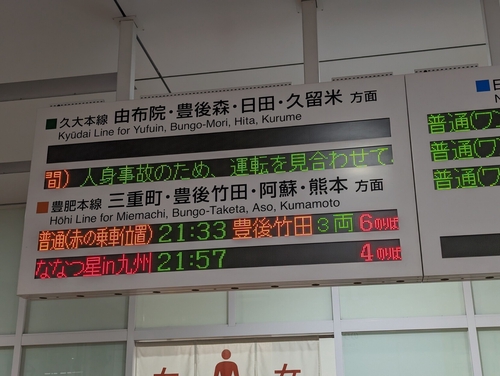 久大本線 由布院・豊後森・日田・久留米 方面
Kyūdai Line for Yufuin, Bungo-Mori, Hita, Kurume
間）人身事故のため、運転を見合わせて
豊肥本線 三重町・豊後竹田・阿蘇・熊本 方面
Hōhi Line for Miemachi, Bungo-Taketa, Aso, Kumamoto
普通(赤の乗車位置) 21:33 豊後竹田 3両 6のりば
ななつ星in九州 21:57 4のりば
日
普通(ワン
普通(ワン
普通(ワン
女